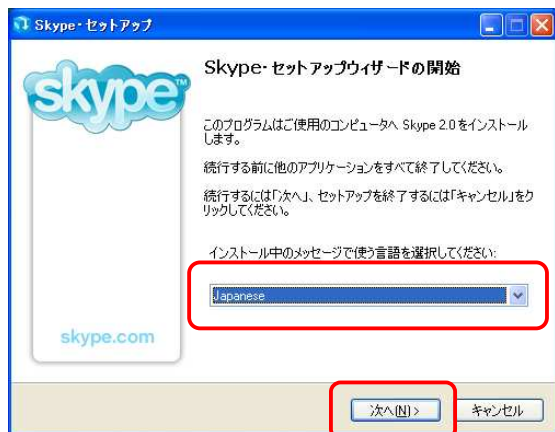 Skype・セットアップ
skype™
Skype・セットアップウィザードの開始
このプログラムはご使用のコンピュータへ Skype 2.0 をインストール
します。
続行する前に他のアプリケーションをすべて終了してください。
続行するには「次へ」、セットアップを終了するには「キャンセル」をク
リックしてください。
インストール中のメッセージで使う言語を選択してください:
Japanese
skype.com
次へ(N) >
キャンセル